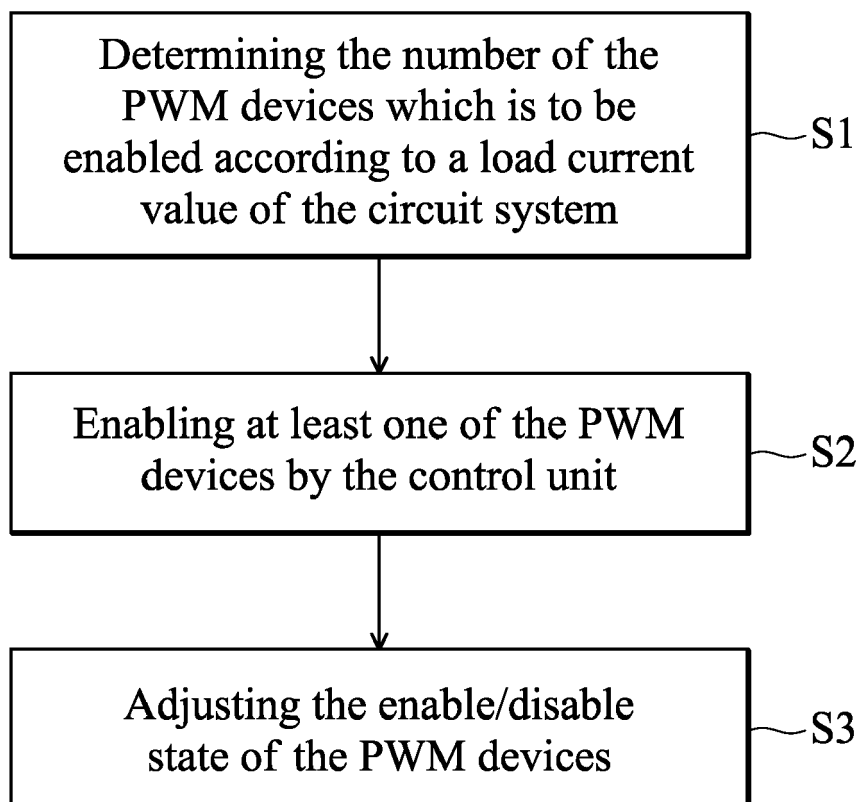 Determining the number of the
PWM devices which is to be
enabled according to a load current
value of the circuit system
S1
Enabling at least one of the PWM
devices by the control unit
S2
Adjusting the enable/disable
state of the PWM devices
S3